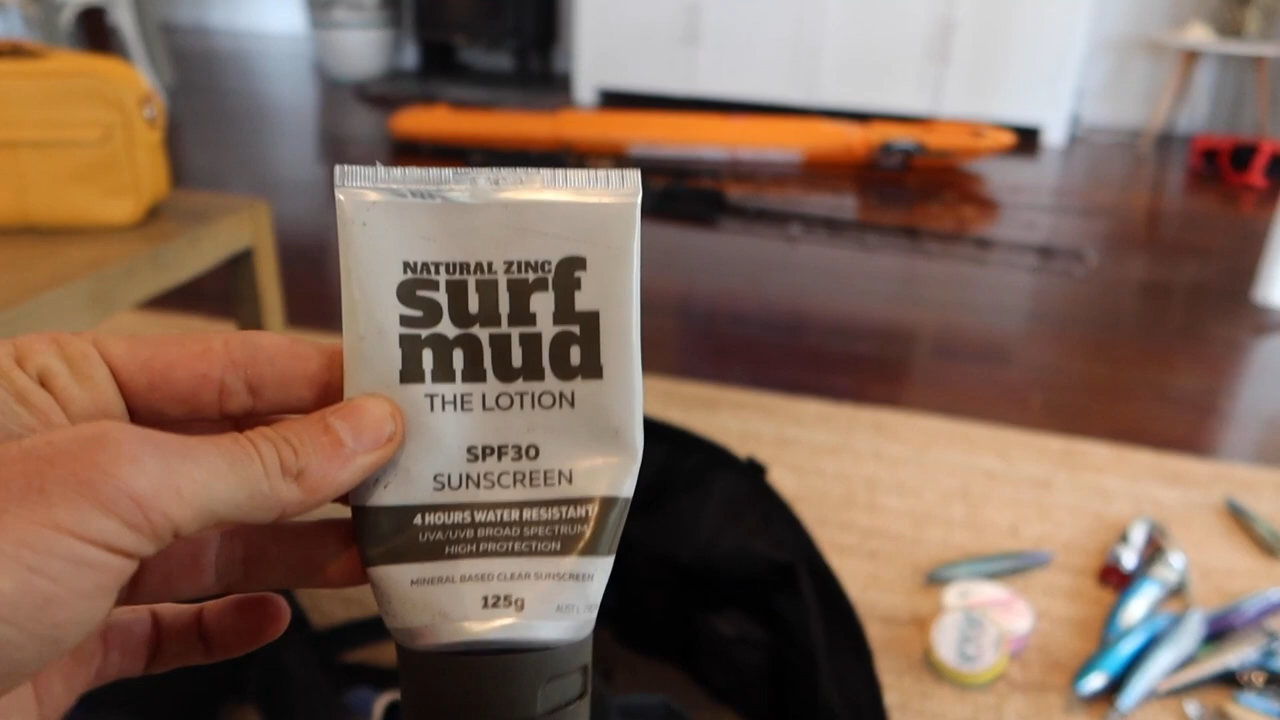 NATURAL ZINC
surf
mud
THE LOTION
SPF30
SUNSCREEN
4 HOURS WATER RESISTANT
UVA/UVB BROAD SPECTRUM
HIGH PROTECTION
MINERAL BASED CLEAR SUNSCREEN
125g